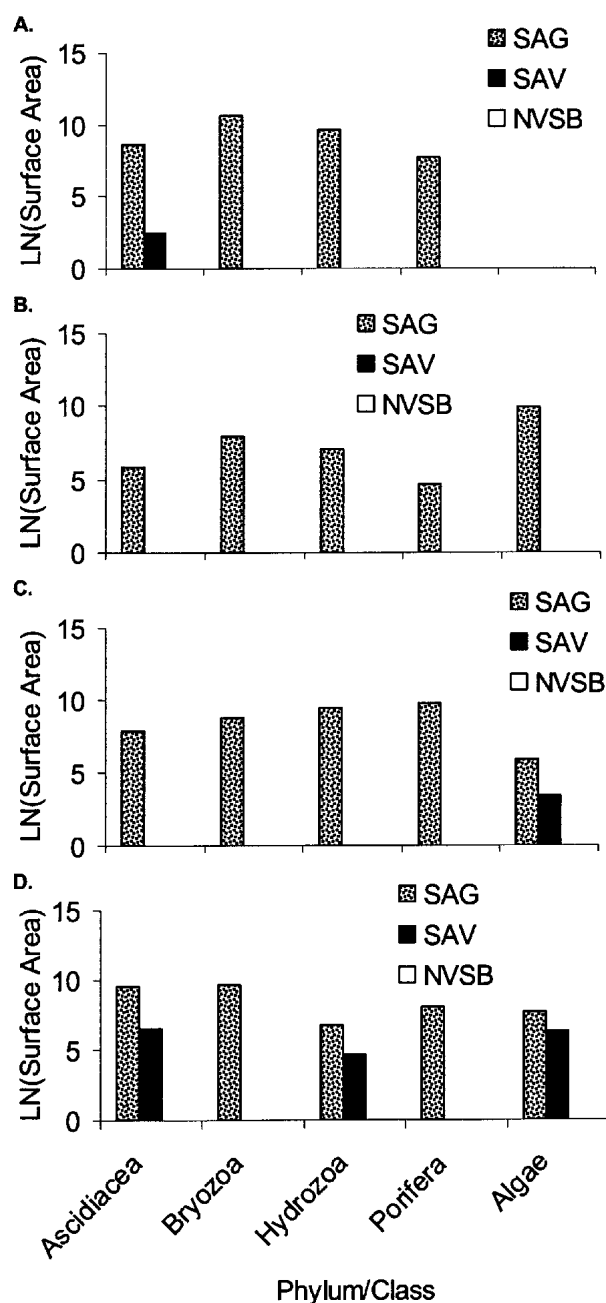 A.
LN(Surface Area)
15
10
5
0
SAG
SAV
NVSB
B.
LN(Surface Area)
15
10
5
0
SAG
SAV
NVSB
C.
LN(Surface Area)
15
10
5
0
SAG
SAV
NVSB
D.
LN(Surface Area)
15
10
5
0
SAG
SAV
NVSB
Ascidiacea
Bryozoa
Hydrozoa
Porifera
Algae
Phylum/Class